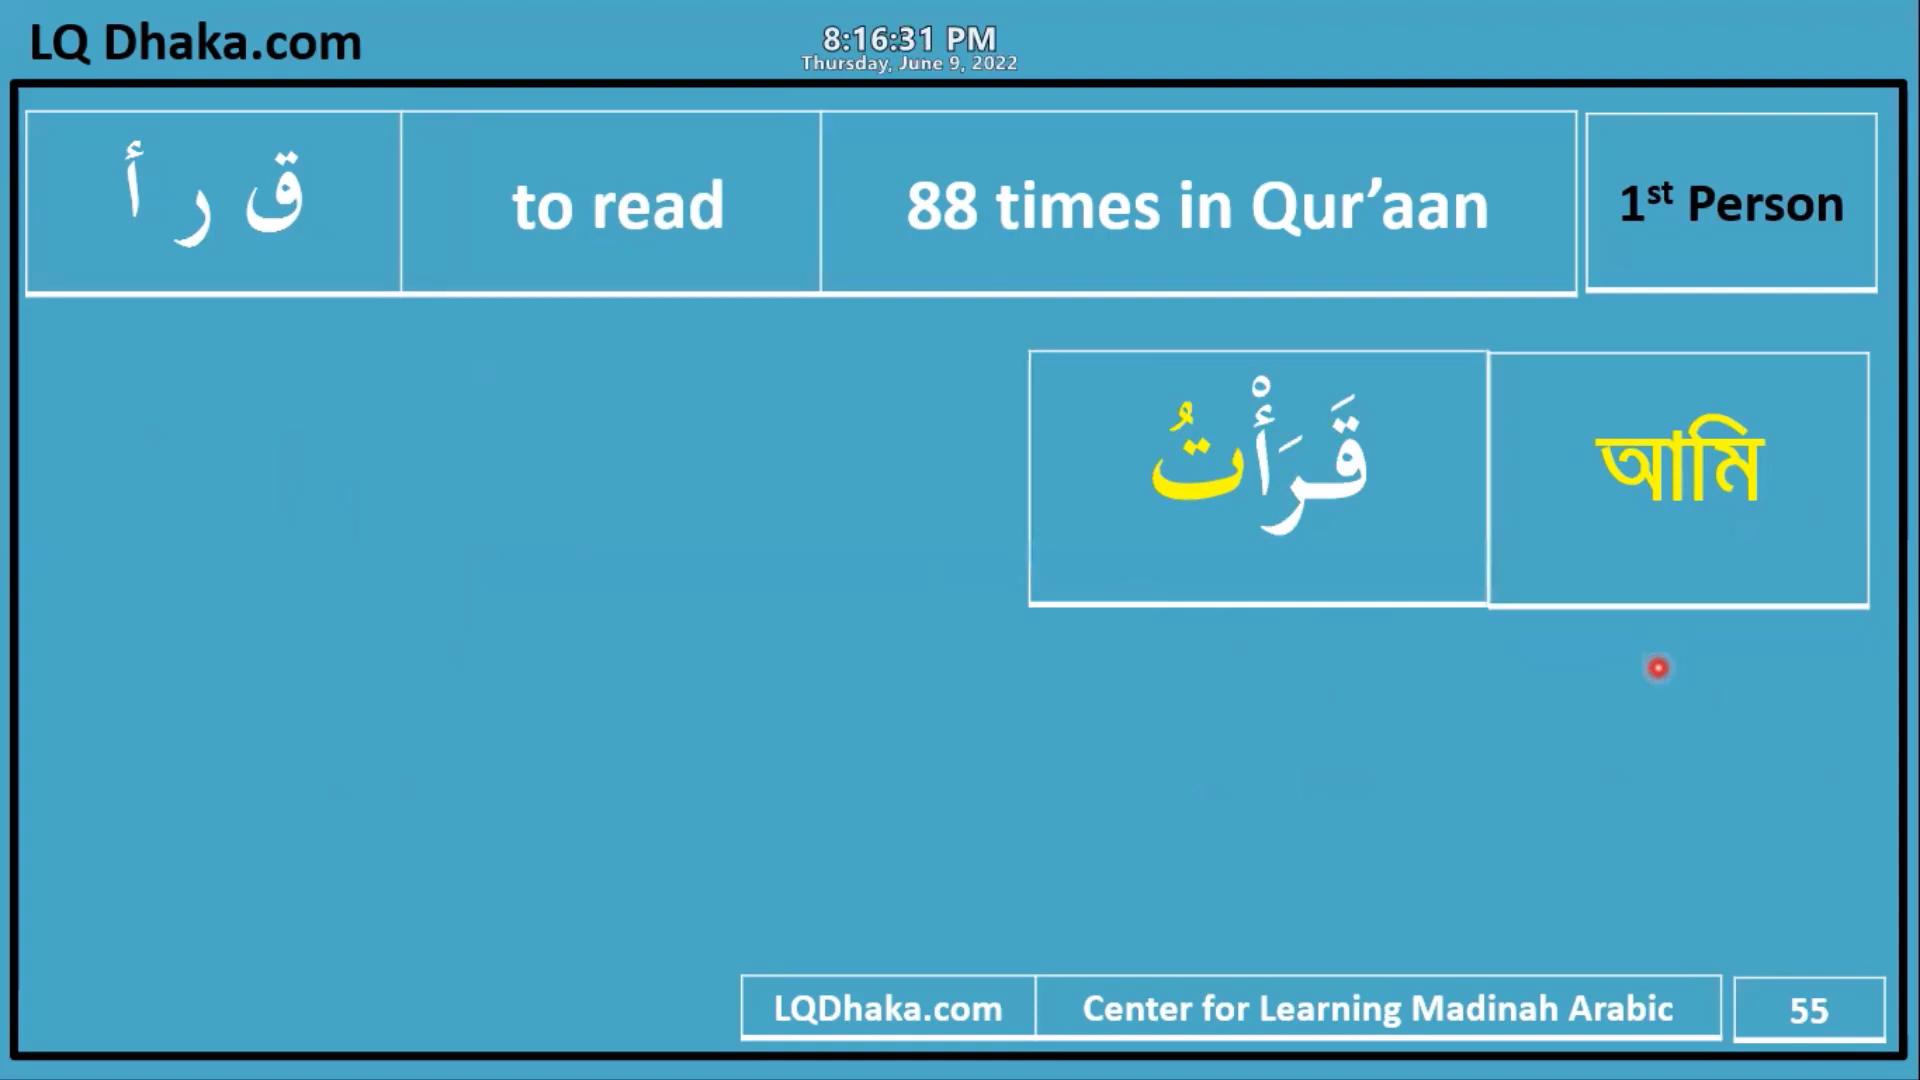 LQ Dhaka.com
8:16:31 PM
Thursday, June 9, 2022
ق ر أ
to read
88 times in Qur’aan
1st Person
قَرَأْتُ
আমি
LQDhaka.com
Center for Learning Madinah Arabic
55